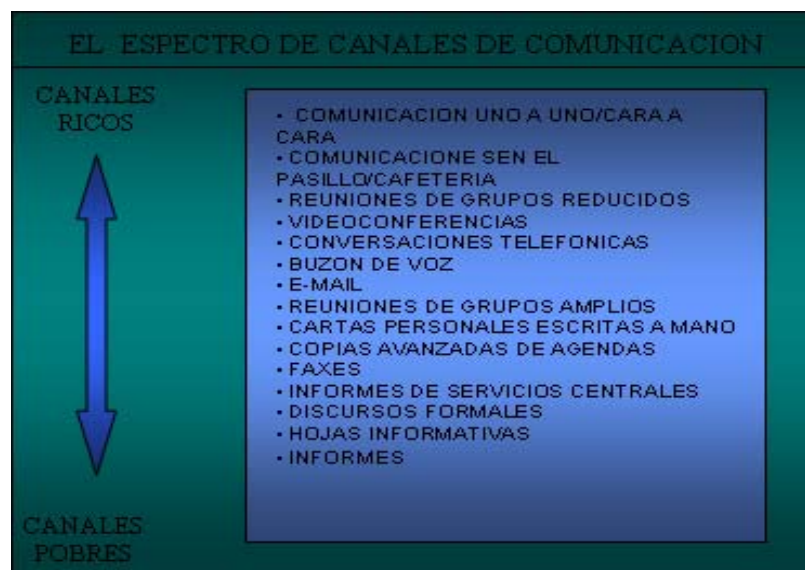 EL ESPECTRO DE CANALES DE COMUNICACION
CANALES
RICOS
• COMUNICACION UNO A UNO/CARA A
CARA
• COMUNICACIONE SEN EL
PASILLO/CAFETERIA
• REUNIONES DE GRUPOS REDUCIDOS
• VIDEOCONFERENCIAS
• CONVERSACIONES TELEFONICAS
• BUZON DE VOZ
• E-MAIL
• REUNIONES DE GRUPOS AMPLIOS
• CARTAS PERSONALES ESCRITAS A MANO
• COPIAS AVANZADAS DE AGENDAS
• FAXES
• INFORMES DE SERVICIOS CENTRALES
• DISCURSOS FORMALES
• HOJAS INFORMATIVAS
• INFORMES
CANALES
POBRES